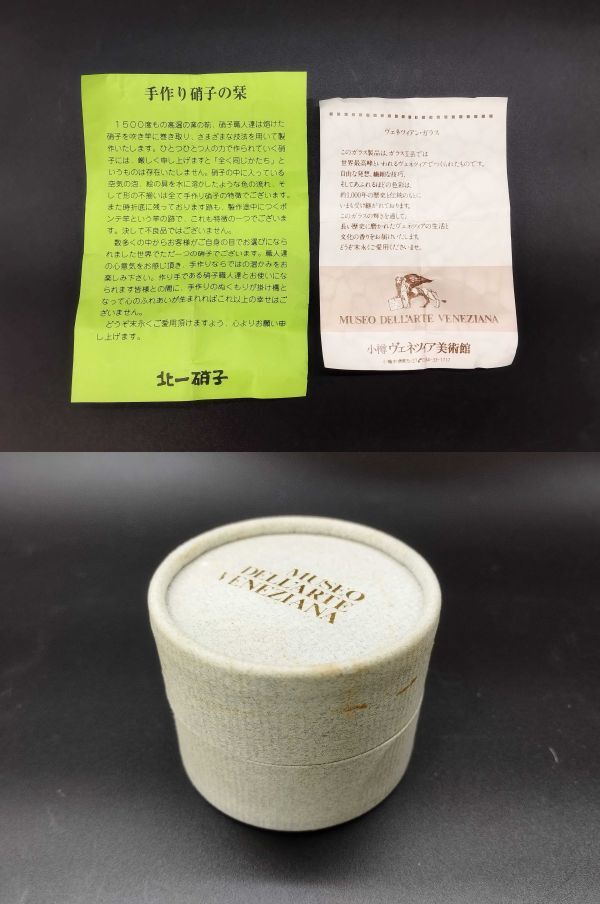 手作り硝子の栞
1500度もの高温の窯の前、硝子職人達は熔けた
硝子を吹き竿に巻き取り、さまざまな技法を用いて製
作いたします。ひとつひとつ人の力で作られていく硝
子には、厳しく申し上げますと「全く同じかたち」と
いうものは存在いたしません。硝子の中に入っている
空気の泡、絵の具を水に溶かしたような色の流れ、そ
して形の不揃いは全て手作り硝子の特徴でございます。
また時折底に残っております跡も、製作途中につくポ
ンテ竿という竿の跡で、これも特徴の一つでございま
す。決して不良品ではございません。
数多くの中からお客様がご自身の目でお選びになら
れました世界でただ一つの硝子でございます。職人達
の心意気をお感じ頂き、手作りならではの温かみをお
楽しみ下さい。作り手である硝子職人達とお使いにな
られます皆様との間に、手作りのぬくもりが掛け橋と
なって心のふれあいが生まれればこれ以上の幸せはご
ざいません。
どうぞ末永くご愛用頂けますよう、心よりお願い申
し上げます。
北一硝子
ヴェネツィアン・ガラス
このガラス製品は、ガラス工芸では
世界最高峰といわれるヴェネツィアでつくられたものです。
自由な発想、繊細な技巧、
そしてあふれるほどの色彩は、
約1,000年の歴史と伝統のもとに、
いまも受け継がれております。
このガラスの輝きを通して、
長い歴史に磨かれたヴェネツィアの生活と
文化の香りをお届けいたします。
どうぞ末永くご愛用くださいませ。
MUSEO DELL'ARTE VENEZIANA
小樽ヴェネツィア美術館
MUSEO
DELL'ARTE
VENEZIANA